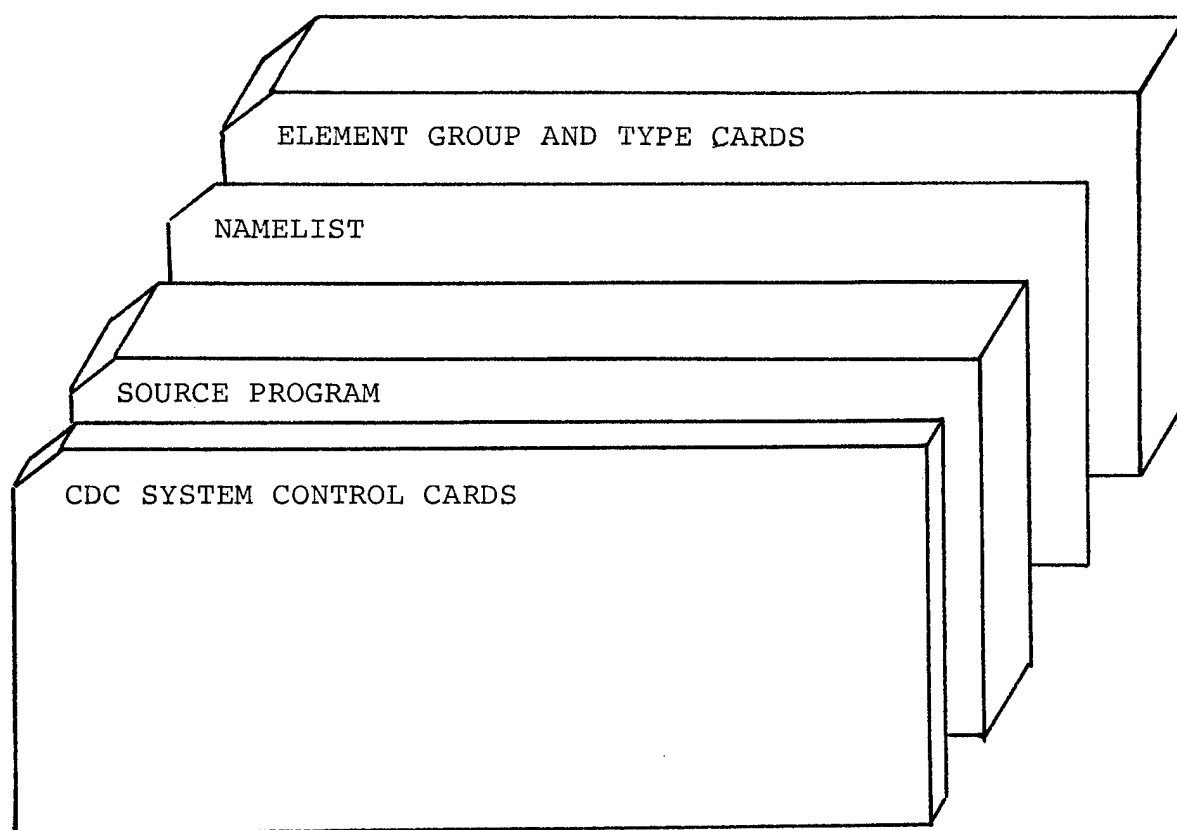 ELEMENT GROUP AND TYPE CARDS
NAMELIST
SOURCE PROGRAM
CDC SYSTEM CONTROL CARDS